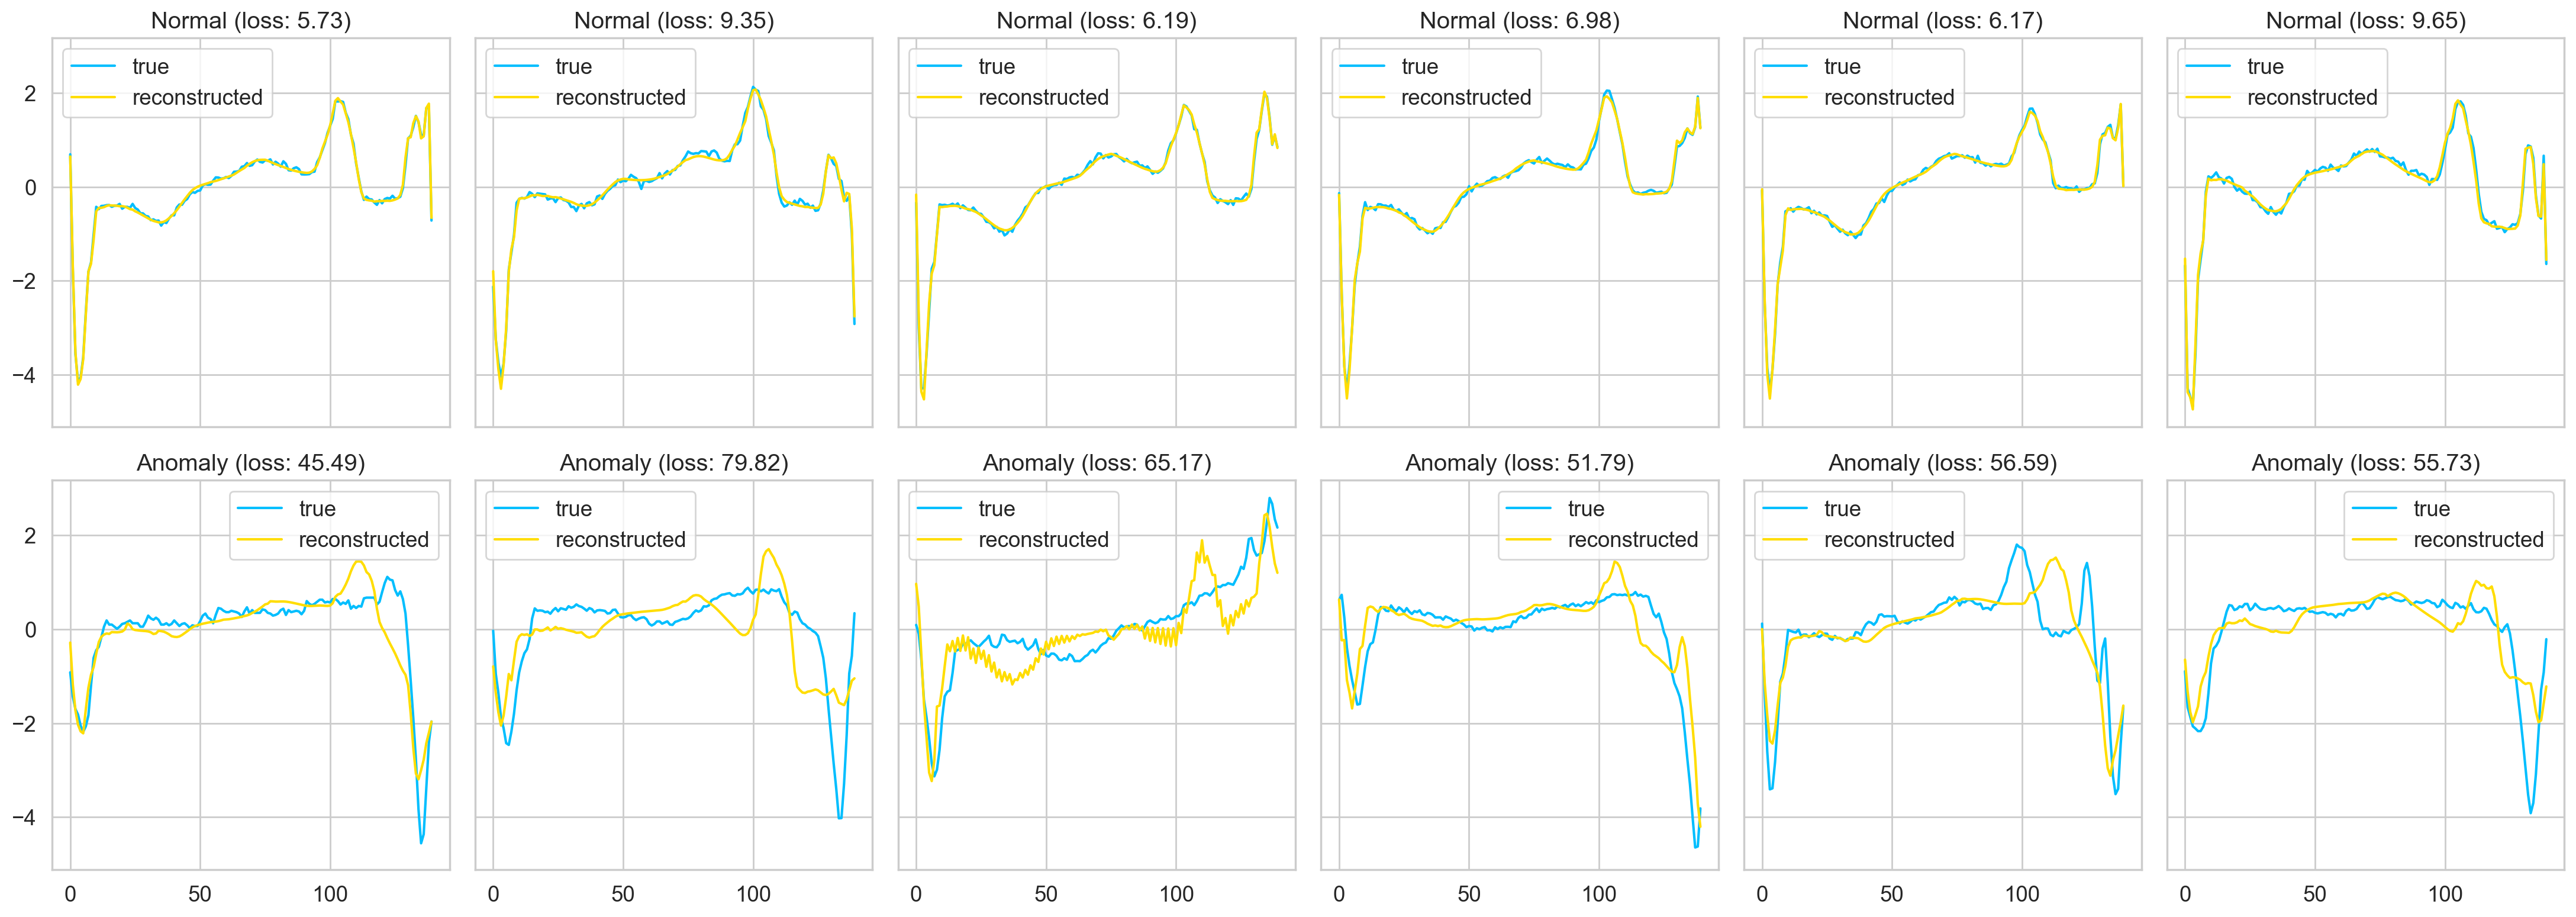 Normal (loss: 5.73)
Normal (loss: 9.35)
Normal (loss: 6.19)
Normal (loss: 6.98)
Normal (loss: 6.17)
Normal (loss: 9.65)
true
reconstructed
true
reconstructed
true
reconstructed
true
reconstructed
true
reconstructed
true
reconstructed
2
0
−2
−4
Anomaly (loss: 45.49)
Anomaly (loss: 79.82)
Anomaly (loss: 65.17)
Anomaly (loss: 51.79)
Anomaly (loss: 56.59)
Anomaly (loss: 55.73)
true
reconstructed
true
reconstructed
true
reconstructed
true
reconstructed
true
reconstructed
true
reconstructed
2
0
−2
−4
0 50 100
0 50 100
0 50 100
0 50 100
0 50 100
0 50 100